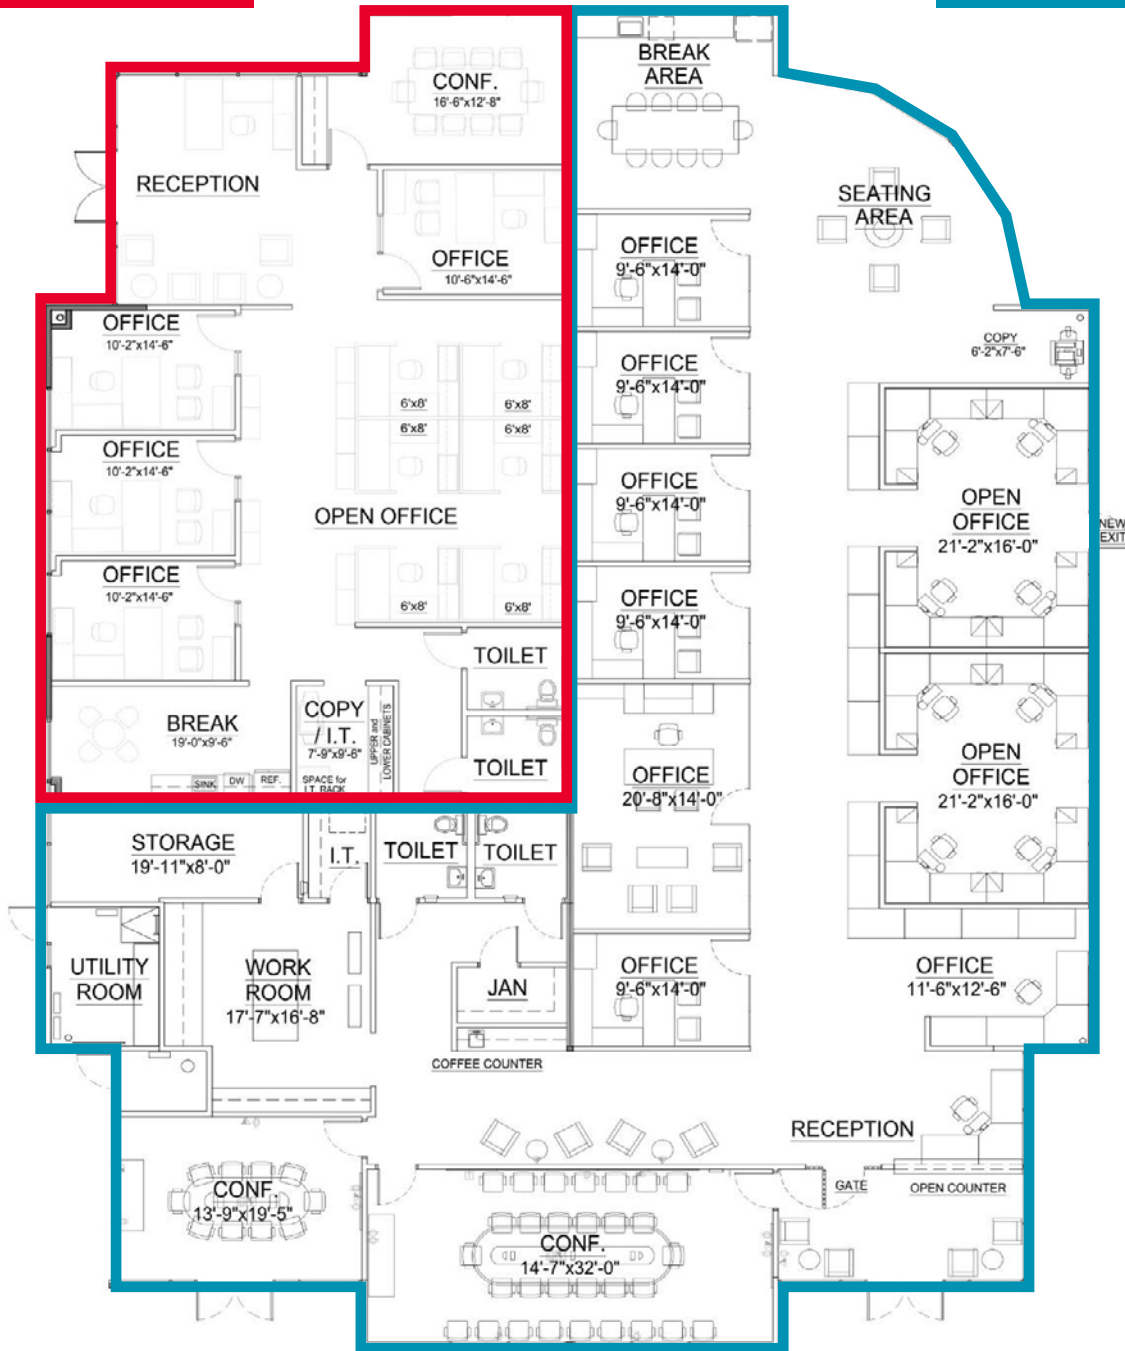 CONF.
16'-6"x12'-8"
RECEPTION
OFFICE
10'-6"x14'-6"
OFFICE
10'-2"x14'-6"
OFFICE
10'-2"x14'-6"
OFFICE
10'-2"x14'-6"
6'x8'
6'x8'
6'x8'
6'x8'
OPEN OFFICE
6'x8'
6'x8'
TOILET
TOILET
BREAK
19'-0"x9'-6"
SINK
DW
REF.
COPY
/ I.T.
7'-9"x9'-6"
SPACE for
I.T. RACK
UPPER and
LOWER CABINETS
BREAK
AREA
SEATING
AREA
OFFICE
9'-6"x14'-0"
OFFICE
9'-6"x14'-0"
OFFICE
9'-6"x14'-0"
OFFICE
9'-6"x14'-0"
COPY
6'-2"x7'-6"
OPEN
OFFICE
21'-2"x16'-0"
NEW
EXIT
OPEN
OFFICE
21'-2"x16'-0"
OFFICE
20'-8"x14'-0"
STORAGE
19'-11"x8'-0"
I.T.
TOILET
TOILET
UTILITY
ROOM
WORK
ROOM
17'-7"x16'-8"
JAN
COFFEE COUNTER
OFFICE
9'-6"x14'-0"
OFFICE
11'-6"x12'-6"
RECEPTION
GATE
OPEN COUNTER
CONF.
13'-9"x19'-5"
CONF.
14'-7"x32'-0"